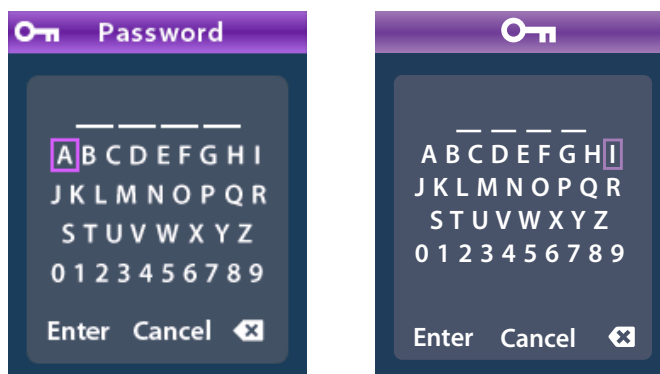 Password
A B C D E F G H I
J K L M N O P Q R
S T U V W X Y Z
0 1 2 3 4 5 6 7 8 9
Enter Cancel
A B C D E F G H I
J K L M N O P Q R
S T U V W X Y Z
0 1 2 3 4 5 6 7 8 9
Enter Cancel